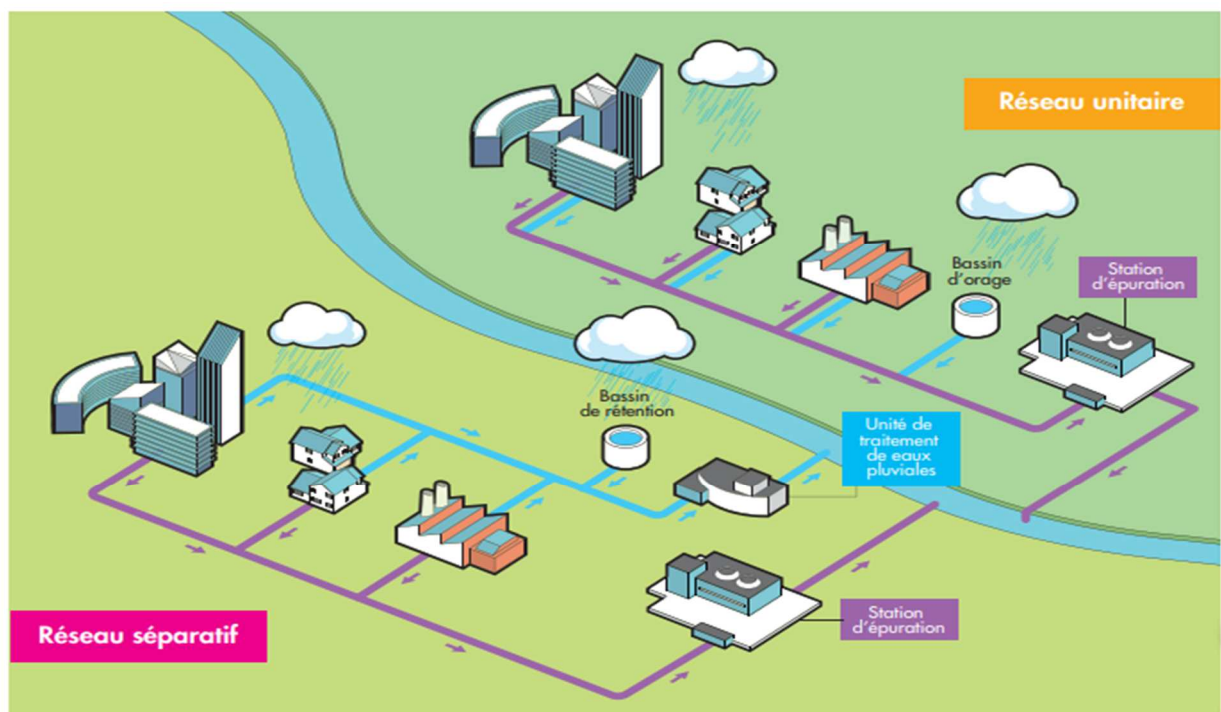 Réseau unitaire
Bassin
d'orage
Station
d'épuration
Bassin
de rétention
Unité de
traitement
de eaux
pluviales
Station
d'épuration
Réseau séparatif